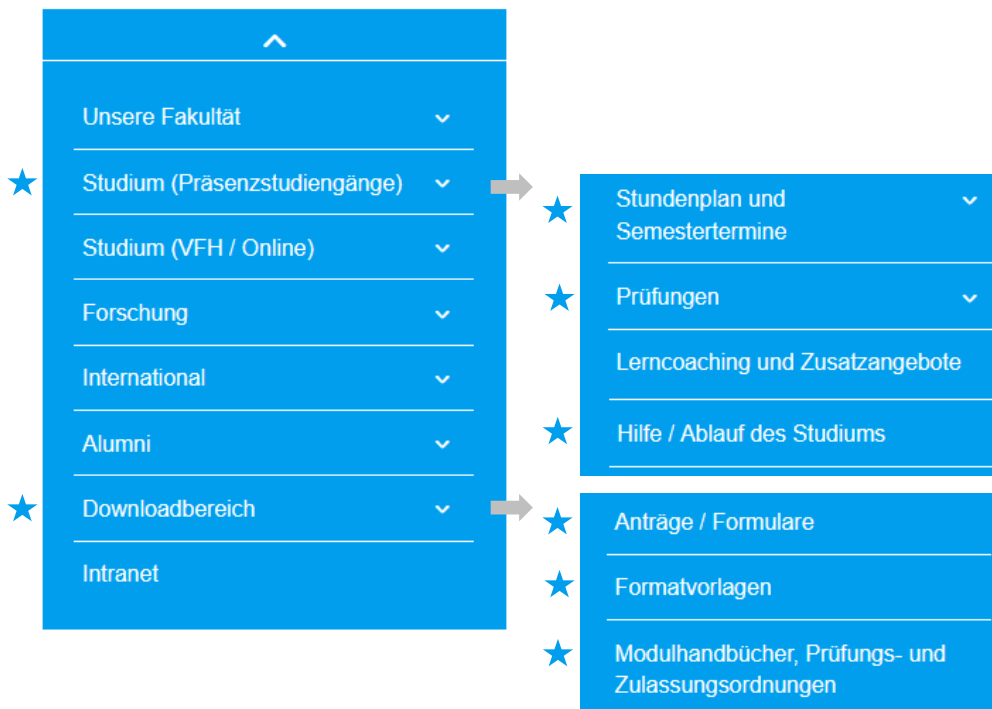 Unsere Fakultät
Studium (Präsenzstudiengänge)
Studium (VFH / Online)
Forschung
International
Alumni
Downloadbereich
Intranet
Stundenplan und
Semestertermine
Prüfungen
Lerncoaching und Zusatzangebote
Hilfe / Ablauf des Studiums
Anträge / Formulare
Formatvorlagen
Modulhandbücher, Prüfungs- und
Zulassungsordnungen